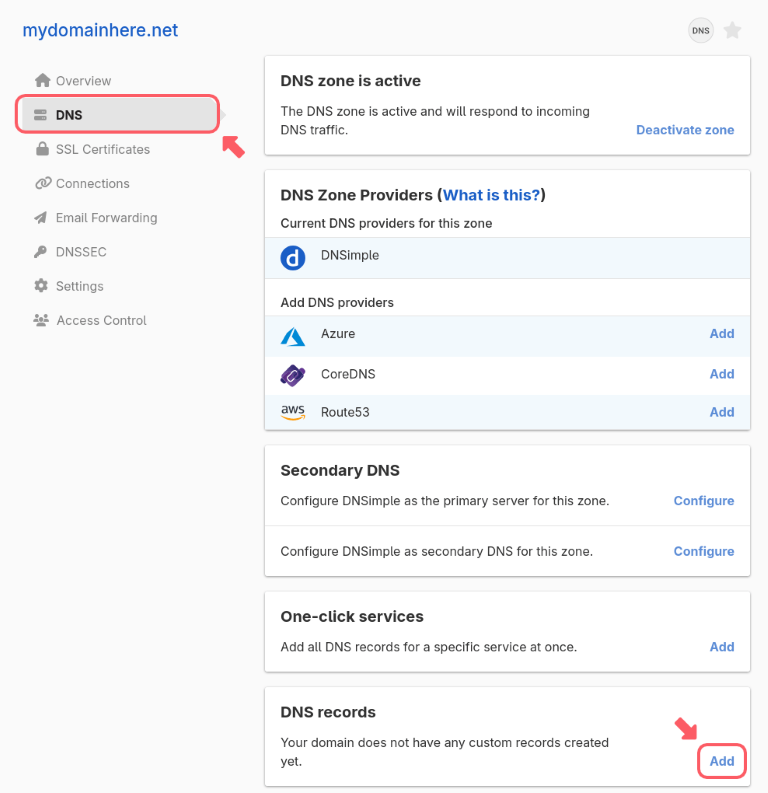 mydomainhere.net
DNS
Overview
DNS
SSL Certificates
Connections
Email Forwarding
DNSSEC
Settings
Access Control
DNS zone is active
The DNS zone is active and will respond to incoming
DNS traffic.
Deactivate zone
DNS Zone Providers (What is this?)
Current DNS providers for this zone
d DNSimple
Add DNS providers
Azure Add
CoreDNS Add
aws Route53 Add
Secondary DNS
Configure DNSimple as the primary server for this zone. Configure
Configure DNSimple as secondary DNS for this zone. Configure
One-click services
Add all DNS records for a specific service at once. Add
DNS records
Your domain does not have any custom records created
yet.
Add